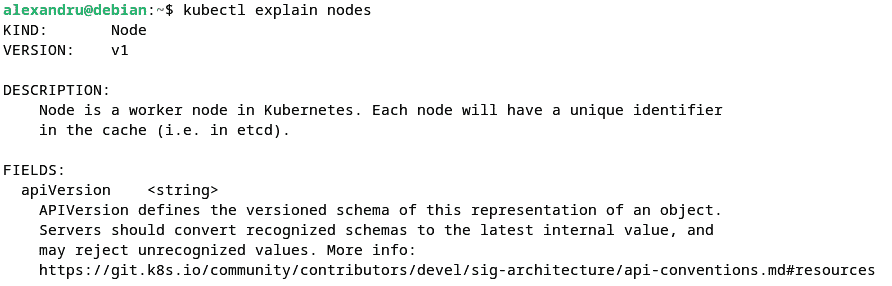 alexandru@debian:~$ kubectl explain nodes
KIND:       Node
VERSION:    v1
DESCRIPTION:
    Node is a worker node in Kubernetes. Each node will have a unique identifier
    in the cache (i.e. in etcd).
FIELDS:
  apiVersion    <string>
    APIVersion defines the versioned schema of this representation of an object.
    Servers should convert recognized schemas to the latest internal value, and
    may reject unrecognized values. More info:
    https://git.k8s.io/community/contributors/devel/sig-architecture/api-conventions.md#resources